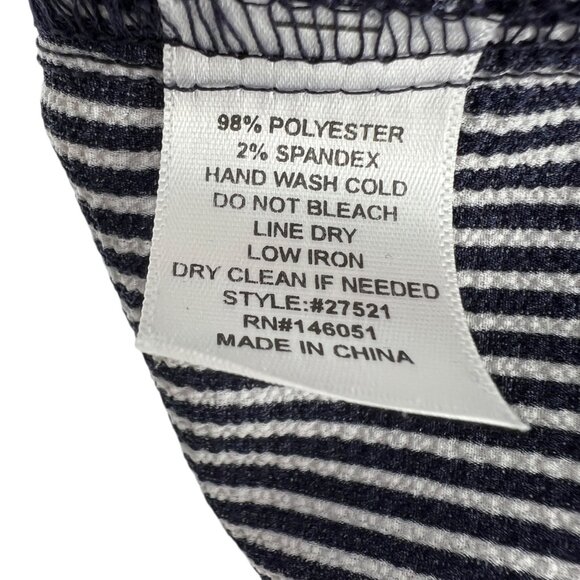 98% POLYESTER
2% SPANDEX
HAND WASH COLD
DO NOT BLEACH
LINE DRY
LOW IRON
DRY CLEAN IF NEEDED
STYLE:#27521
RN#146051
MADE IN CHINA